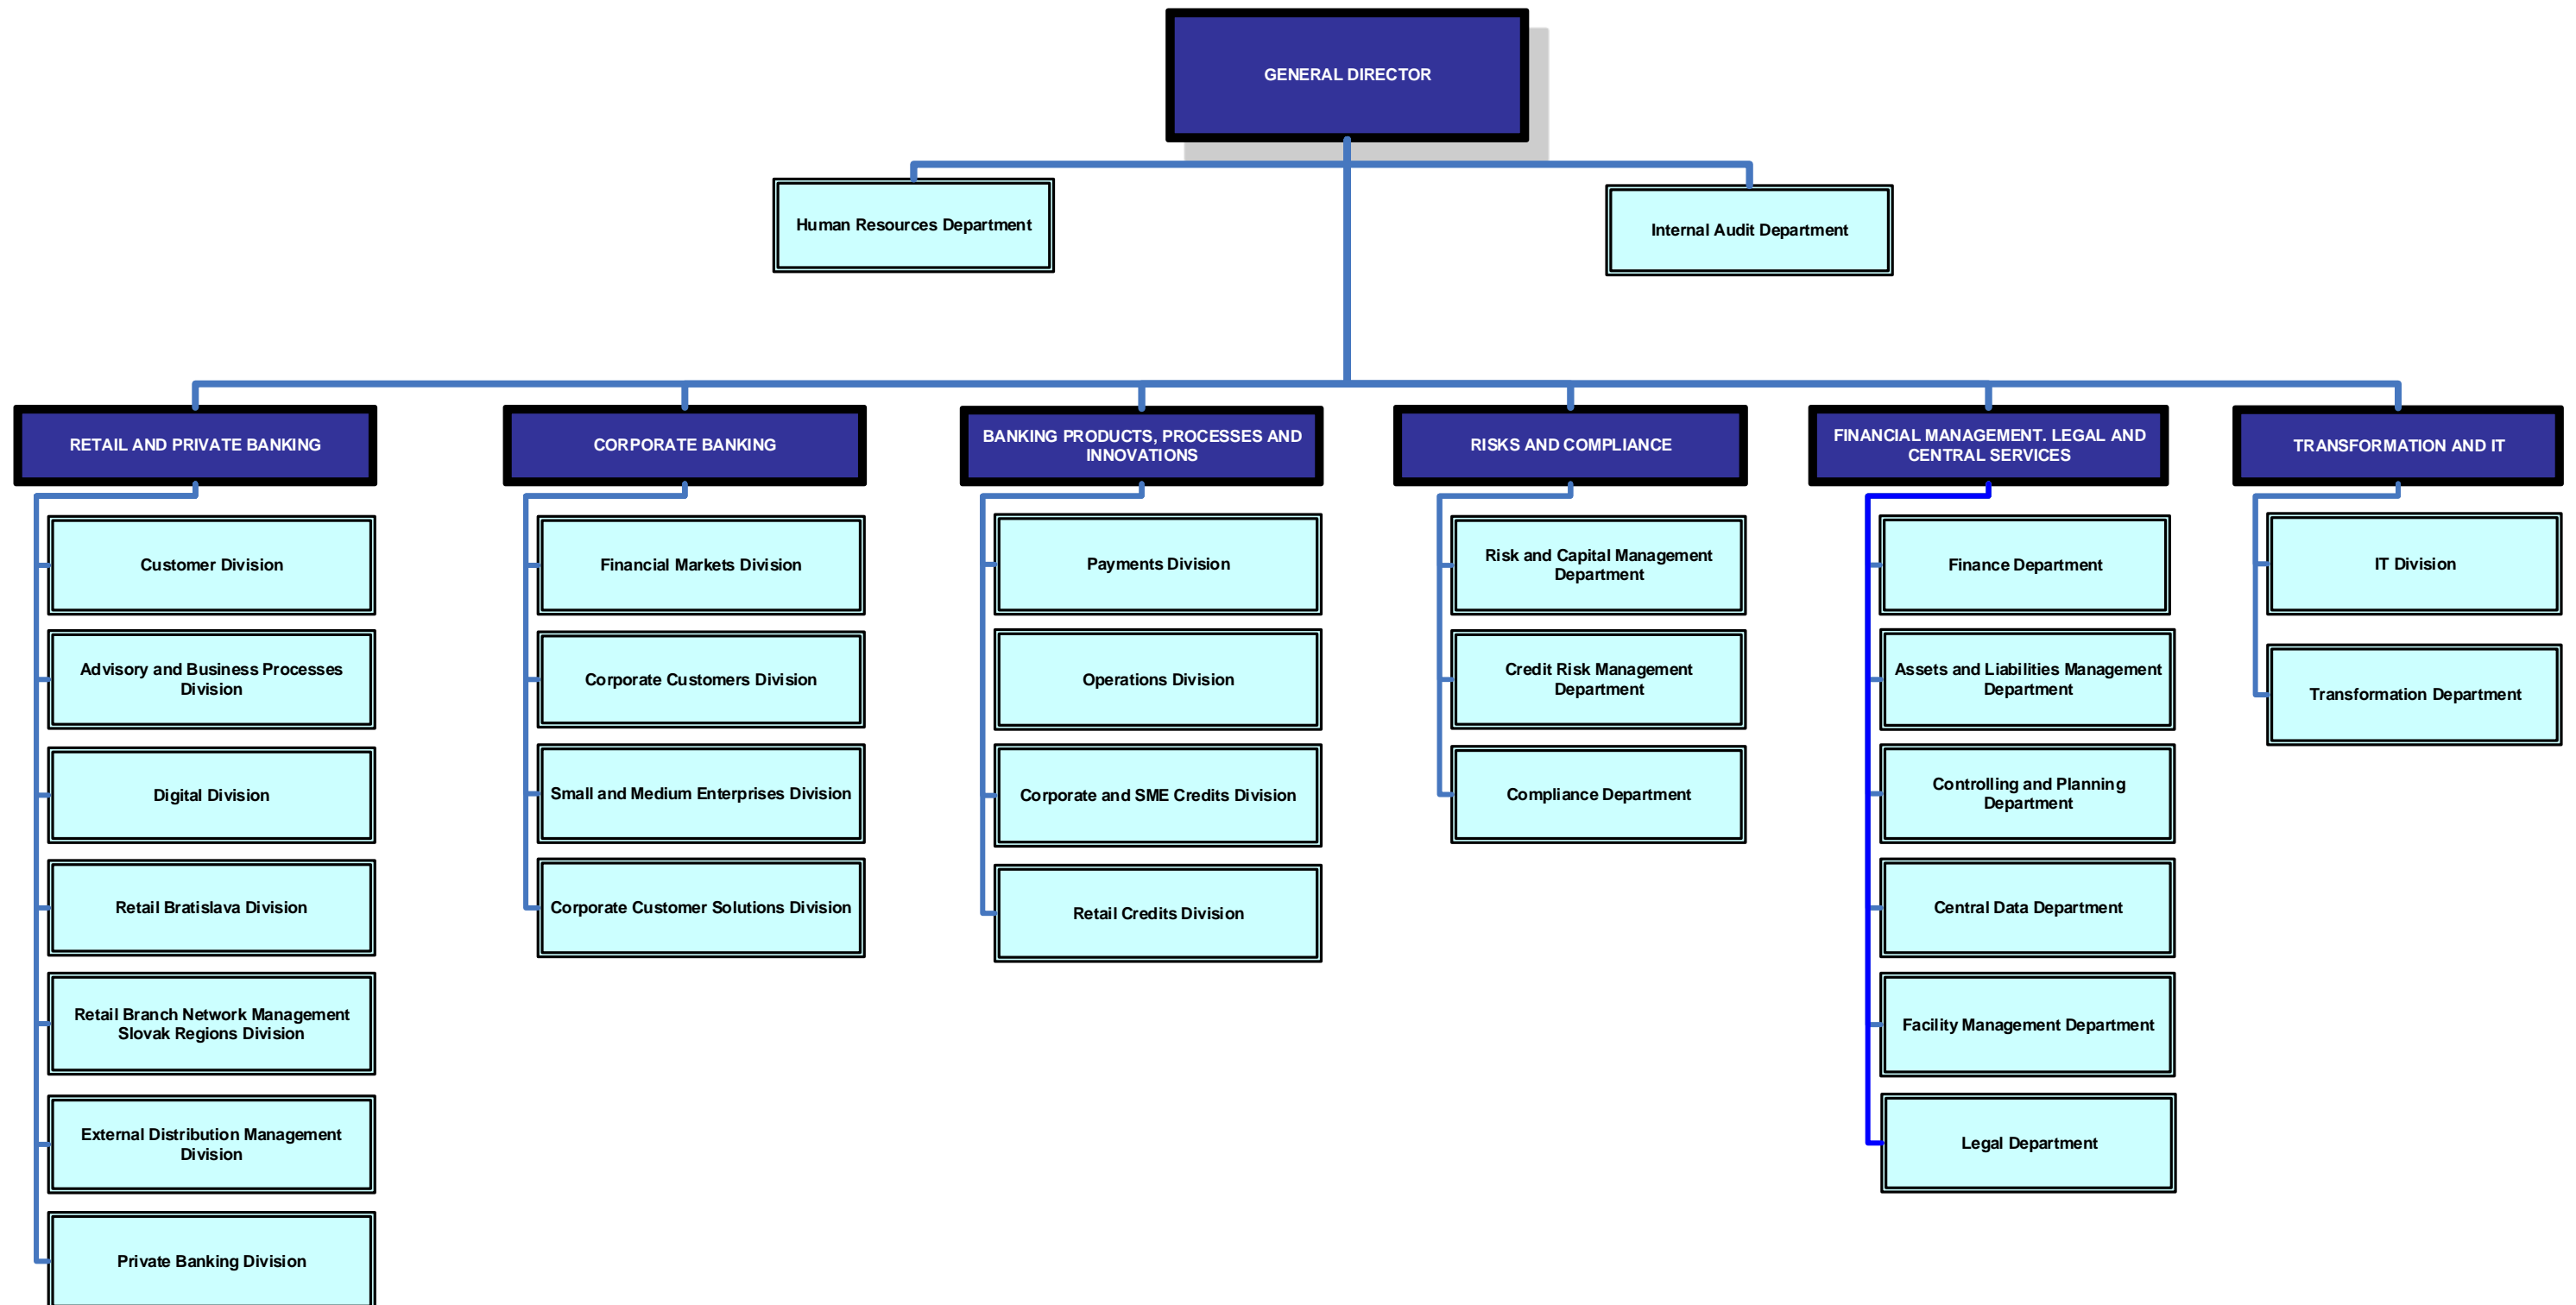 GENERAL DIRECTOR
Human Resources Department
Internal Audit Department
RETAIL AND PRIVATE BANKING
CORPORATE BANKING
BANKING PRODUCTS, PROCESSES AND
INNOVATIONS
RISKS AND COMPLIANCE
FINANCIAL MANAGEMENT. LEGAL AND
CENTRAL SERVICES
TRANSFORMATION AND IT
Customer Division
Advisory and Business Processes
Division
Digital Division
Retail Bratislava Division
Retail Branch Network Management
Slovak Regions Division
External Distribution Management
Division
Private Banking Division
Financial Markets Division
Corporate Customers Division
Small and Medium Enterprises Division
Corporate Customer Solutions Division
Payments Division
Operations Division
Corporate and SME Credits Division
Retail Credits Division
Risk and Capital Management
Department
Credit Risk Management
Department
Compliance Department
Finance Department
Assets and Liabilities Management
Department
Controlling and Planning
Department
Central Data Department
Facility Management Department
Legal Department
IT Division
Transformation Department